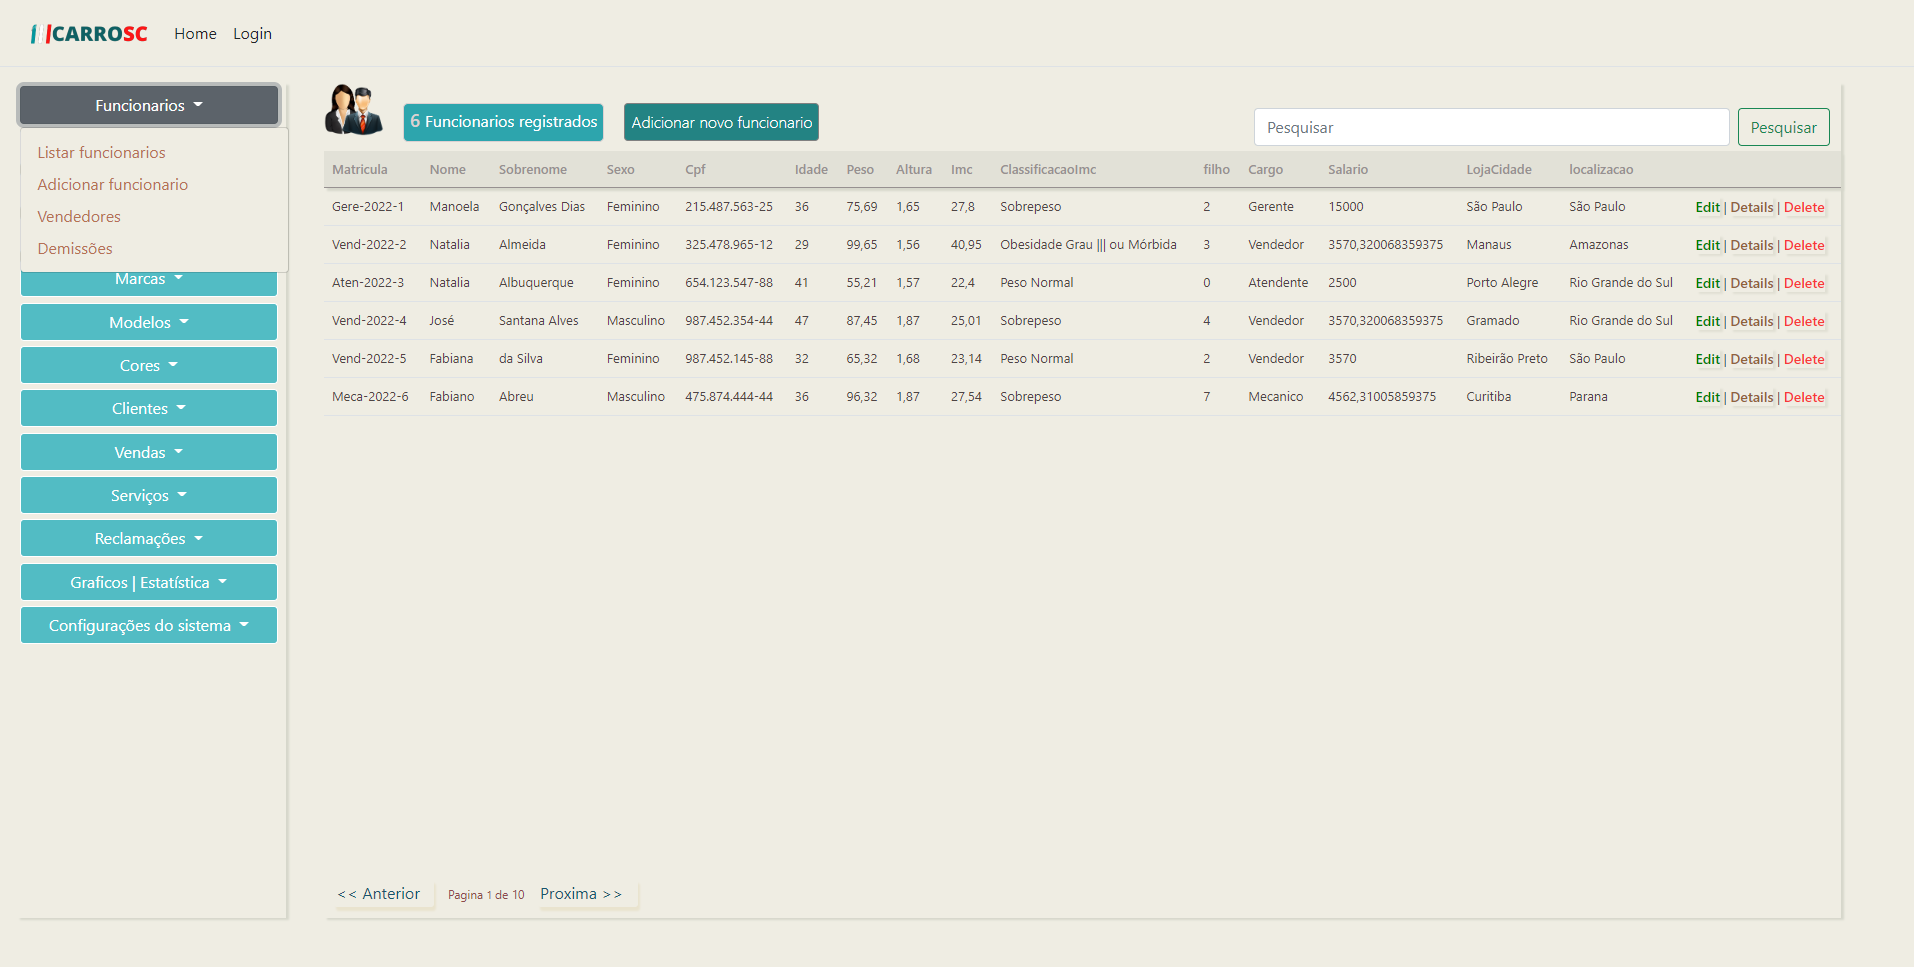 CARROSC Home Login
Funcionarios
Listar funcionarios
Adicionar funcionario
Vendedores
Demissões
Marcas
Modelos
Cores
Clientes
Vendas
Serviços
Reclamações
Graficos | Estatística
Configurações do sistema
6 Funcionarios registrados Adicionar novo funcionario Pesquisar Pesquisar
Matricula Nome Sobrenome Sexo Cpf Idade Peso Altura Imc ClassificacaoImc filho Cargo Salario LojaCidade localizacao
Gere-2022-1 Manoela Gonçalves Dias Feminino 215.487.563-25 36 75,69 1,65 27,8 Sobrepeso 2 Gerente 15000 São Paulo São Paulo Edit | Details | Delete
Vend-2022-2 Natalia Almeida Feminino 325.478.965-12 29 99,65 1,56 40,95 Obesidade Grau ||| ou Mórbida 3 Vendedor 3570,320068359375 Manaus Amazonas Edit | Details | Delete
Aten-2022-3 Natalia Albuquerque Feminino 654.123.547-88 41 55,21 1,57 22,4 Peso Normal 0 Atendente 2500 Porto Alegre Rio Grande do Sul Edit | Details | Delete
Vend-2022-4 José Santana Alves Masculino 987.452.354-44 47 87,45 1,87 25,01 Sobrepeso 4 Vendedor 3570,320068359375 Gramado Rio Grande do Sul Edit | Details | Delete
Vend-2022-5 Fabiana da Silva Feminino 987.452.145-88 32 65,32 1,68 23,14 Peso Normal 2 Vendedor 3570 Ribeirão Preto São Paulo Edit | Details | Delete
Meca-2022-6 Fabiano Abreu Masculino 475.874.444-44 36 96,32 1,87 27,54 Sobrepeso 7 Mecanico 4562,31005859375 Curitiba Parana Edit | Details | Delete
<< Anterior Pagina 1 de 10 Proxima >>